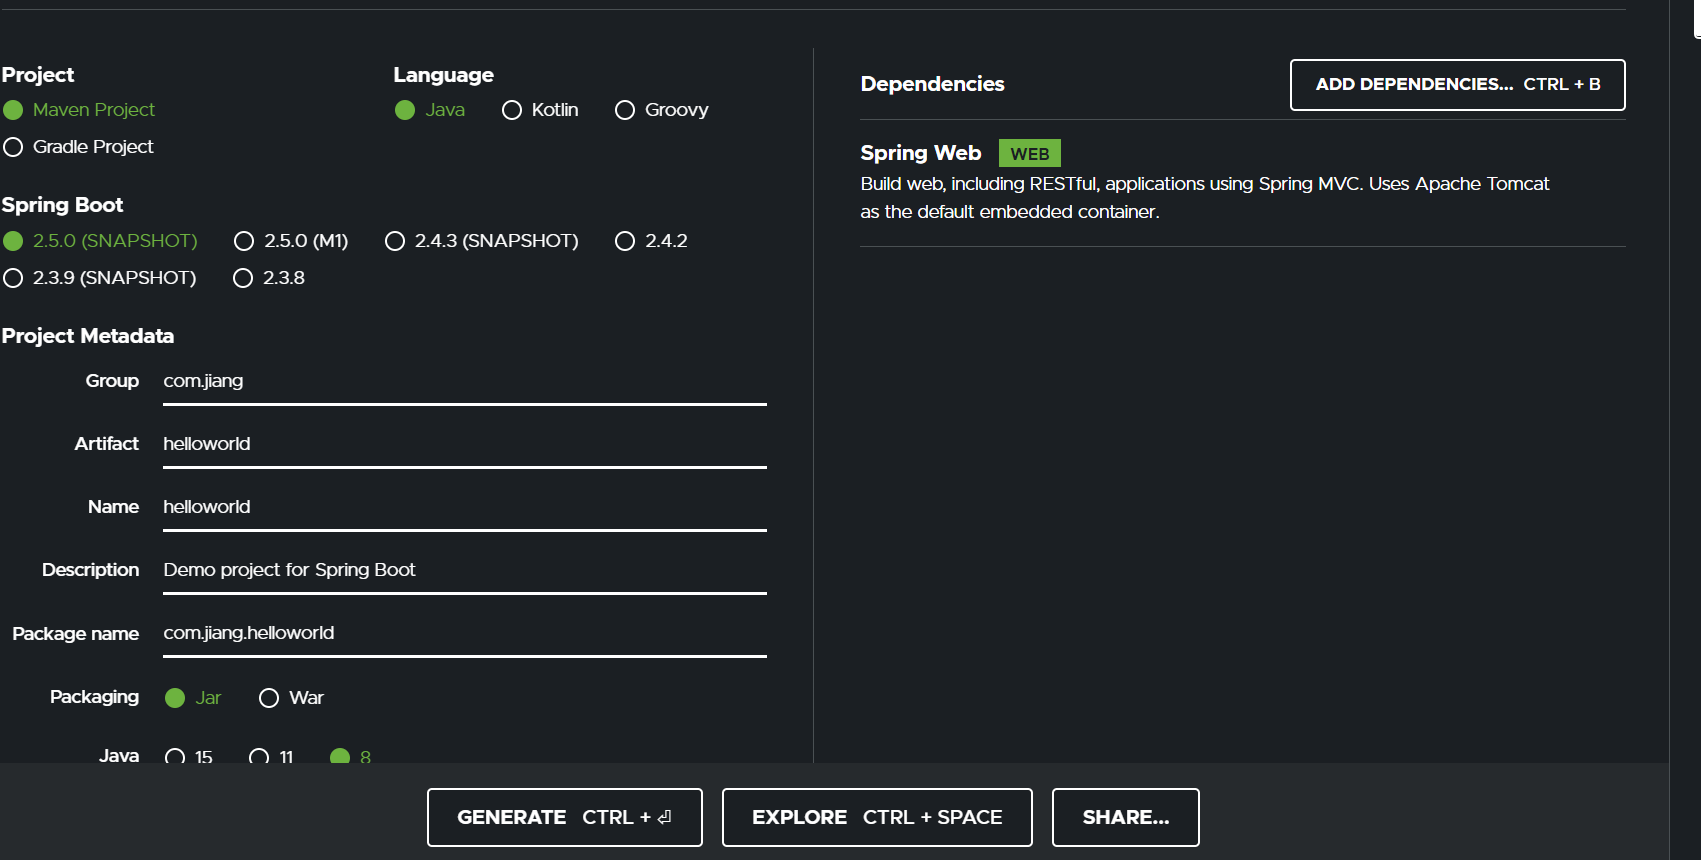 Project
Maven Project
Gradle Project
Language
Java Kotlin Groovy
Spring Boot
2.5.0 (SNAPSHOT) 2.5.0 (M1) 2.4.3 (SNAPSHOT) 2.4.2
2.3.9 (SNAPSHOT) 2.3.8
Project Metadata
Group com.jiang
Artifact helloworld
Name helloworld
Description Demo project for Spring Boot
Package name com.jiang.helloworld
Packaging Jar War
Java 15 11 8
Dependencies
ADD DEPENDENCIES... CTRL + B
Spring Web WEB
Build web, including RESTful, applications using Spring MVC. Uses Apache Tomcat
as the default embedded container.
GENERATE CTRL + ⏎
EXPLORE CTRL + SPACE
SHARE...